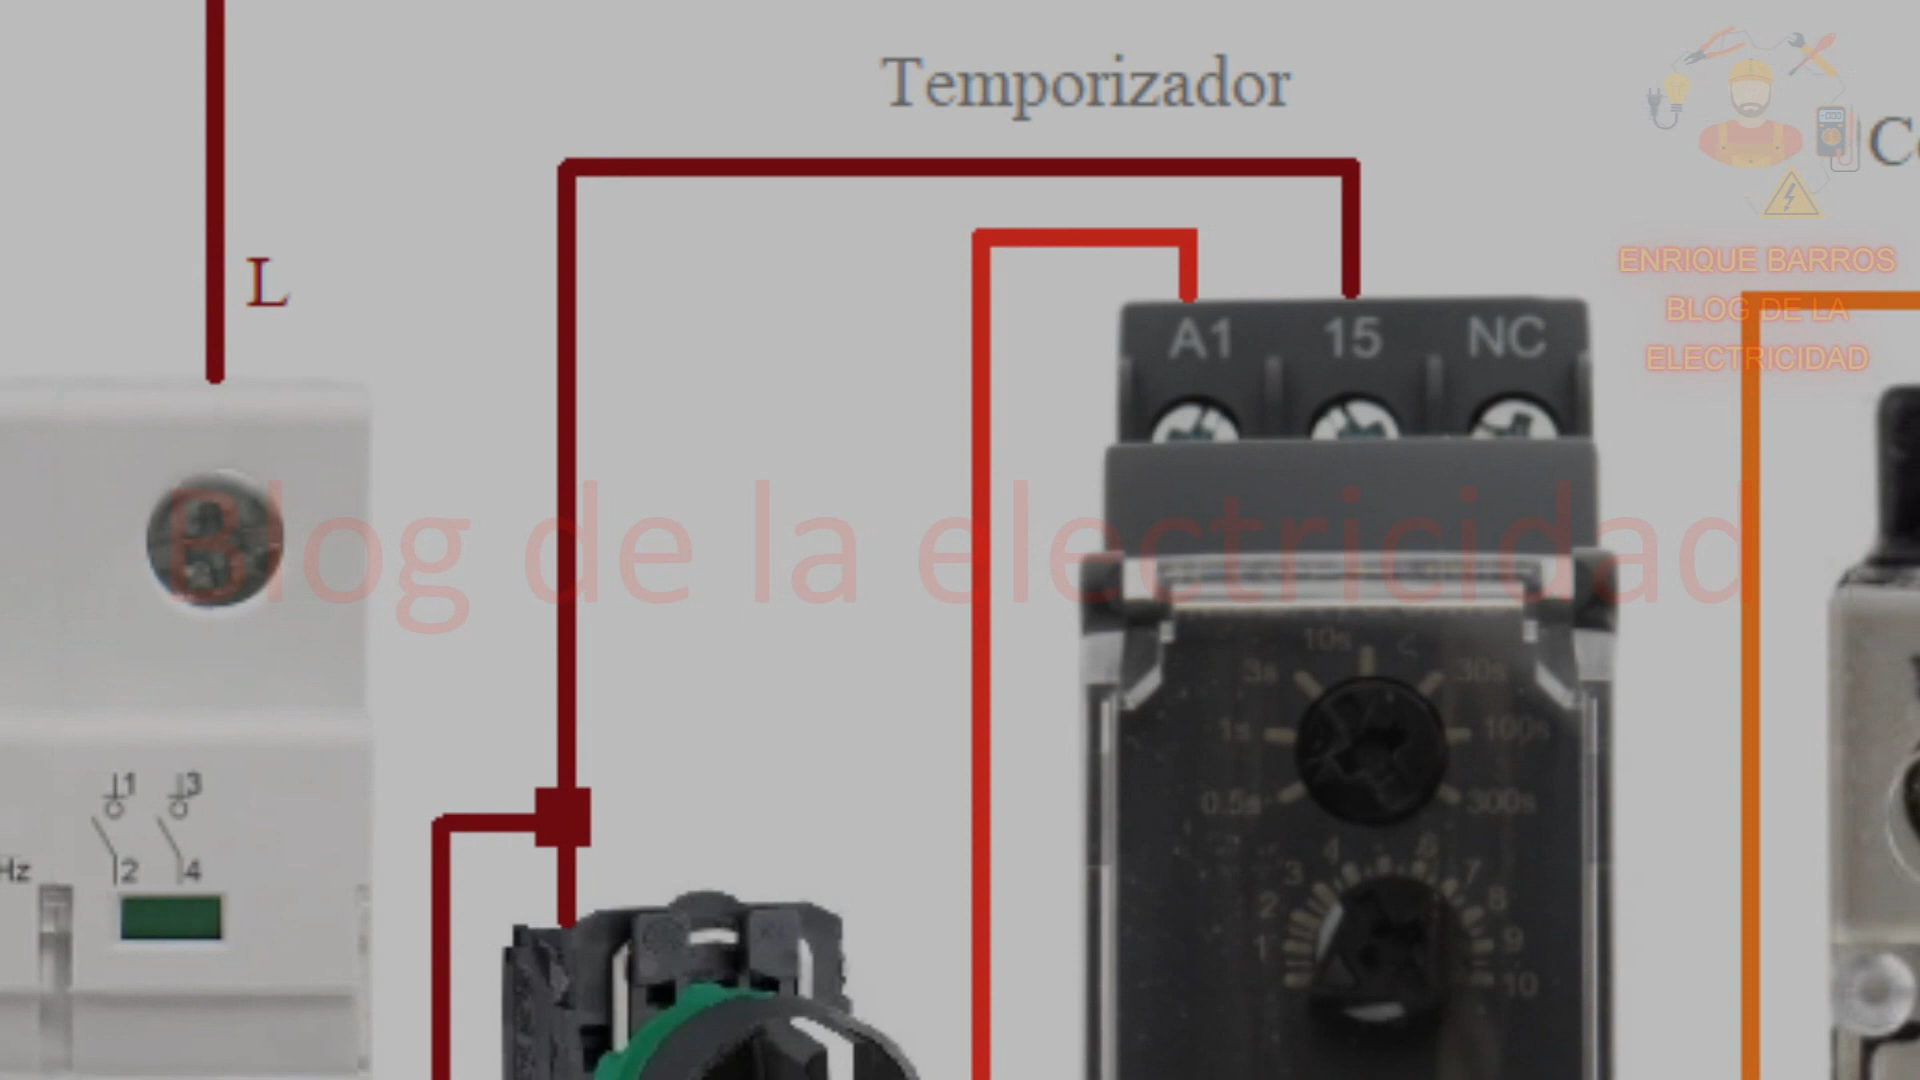 Temporizador
C
L
ENRIQUE BARROS
BLOG DE LA
ELECTRICIDAD
A1 15 NC
Blog de la electricidad
10s
3s 30s
1s 100s
0.5s 300s
1 3
2 4
Hz
4 6
3 7
2 8
1 9
10